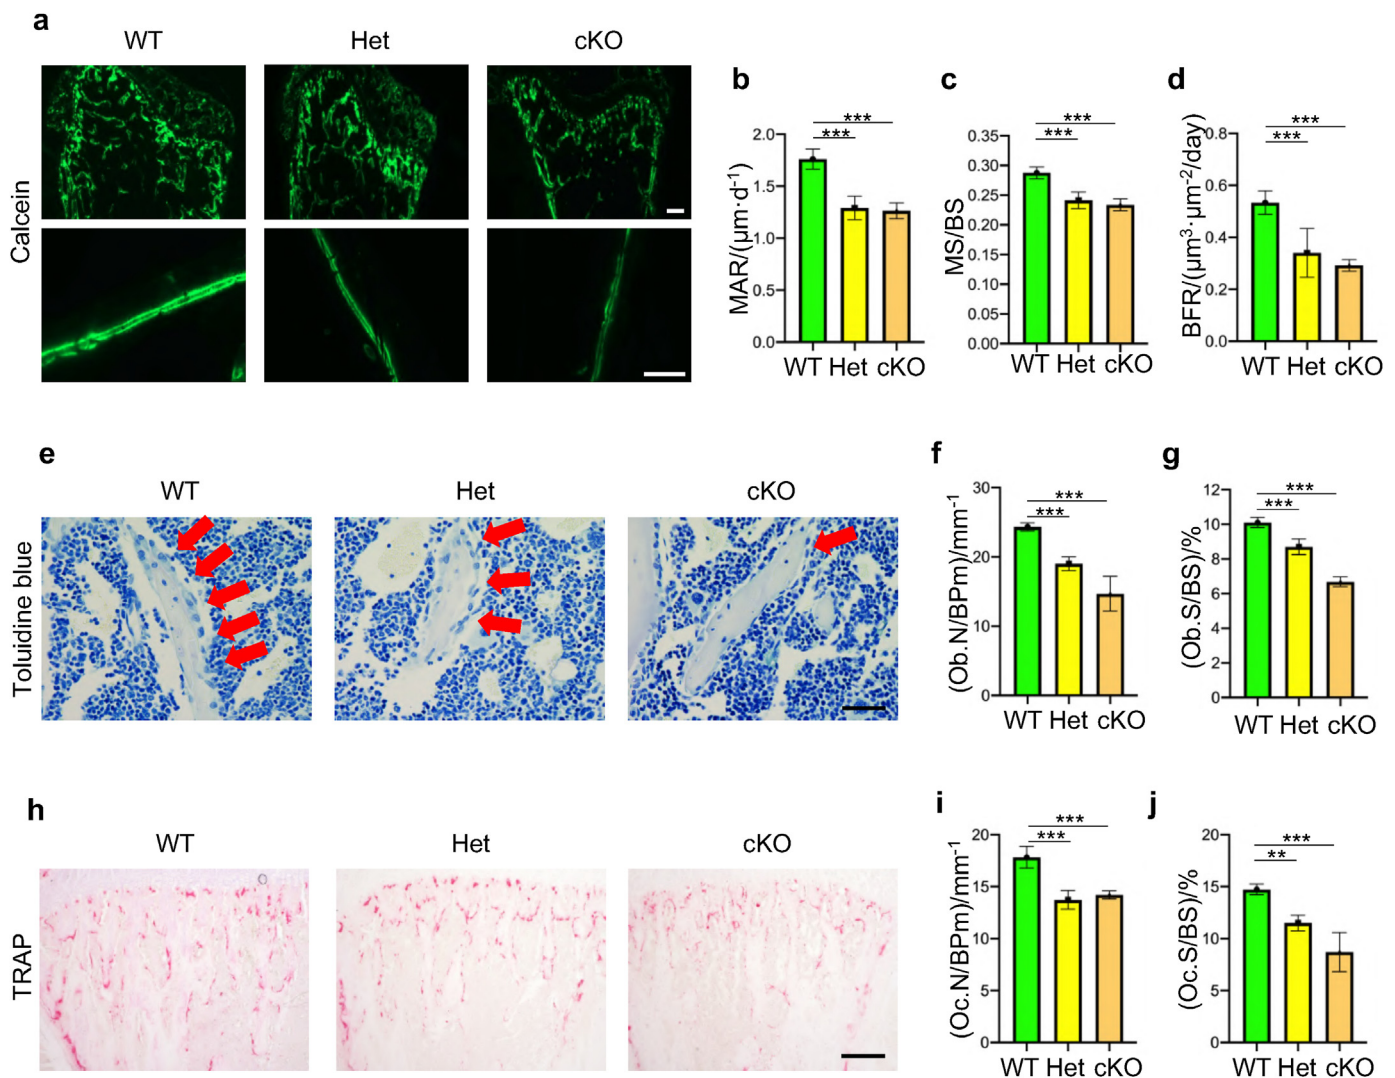 a
WT Het cKO
Calcein
b
MAR/(µm·d⁻¹)
2.0
1.5
1.0
0.5
0.0
***
***
WT Het cKO
c
MS/BS
0.35
0.30
0.25
0.20
0.15
0.10
0.05
0.00
***
***
WT Het cKO
d
BFR/(µm³·µm⁻²/day)
0.8
0.6
0.4
0.2
0.0
***
***
WT Het cKO
e
WT Het cKO
Toluidine blue
f
(Ob.N/BPm)/mm⁻¹
30
20
10
0
***
***
WT Het cKO
g
(Ob.S/BS)/%
12
10
8
6
4
2
0
***
***
WT Het cKO
h
WT Het cKO
TRAP
i
(Oc.N/BPm)/mm⁻¹
20
15
10
5
0
***
***
WT Het cKO
j
(Oc.S/BS)/%
20
15
10
5
0
***
**
WT Het cKO